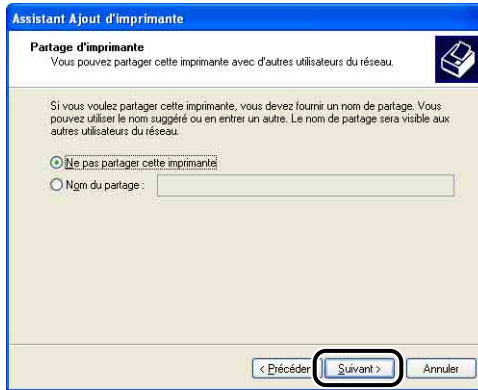 Assistant Ajout d'imprimante
Partage d'imprimante
Vous pouvez partager cette imprimante avec d'autres utilisateurs du réseau.
Si vous voulez partager cette imprimante, vous devez fournir un nom de partage. Vous
pouvez utiliser le nom suggéré ou en entrer un autre. Le nom de partage sera visible aux
autres utilisateurs du réseau.
Ne pas partager cette imprimante
Nom du partage :
< Précéder
Suivant >
Annuler